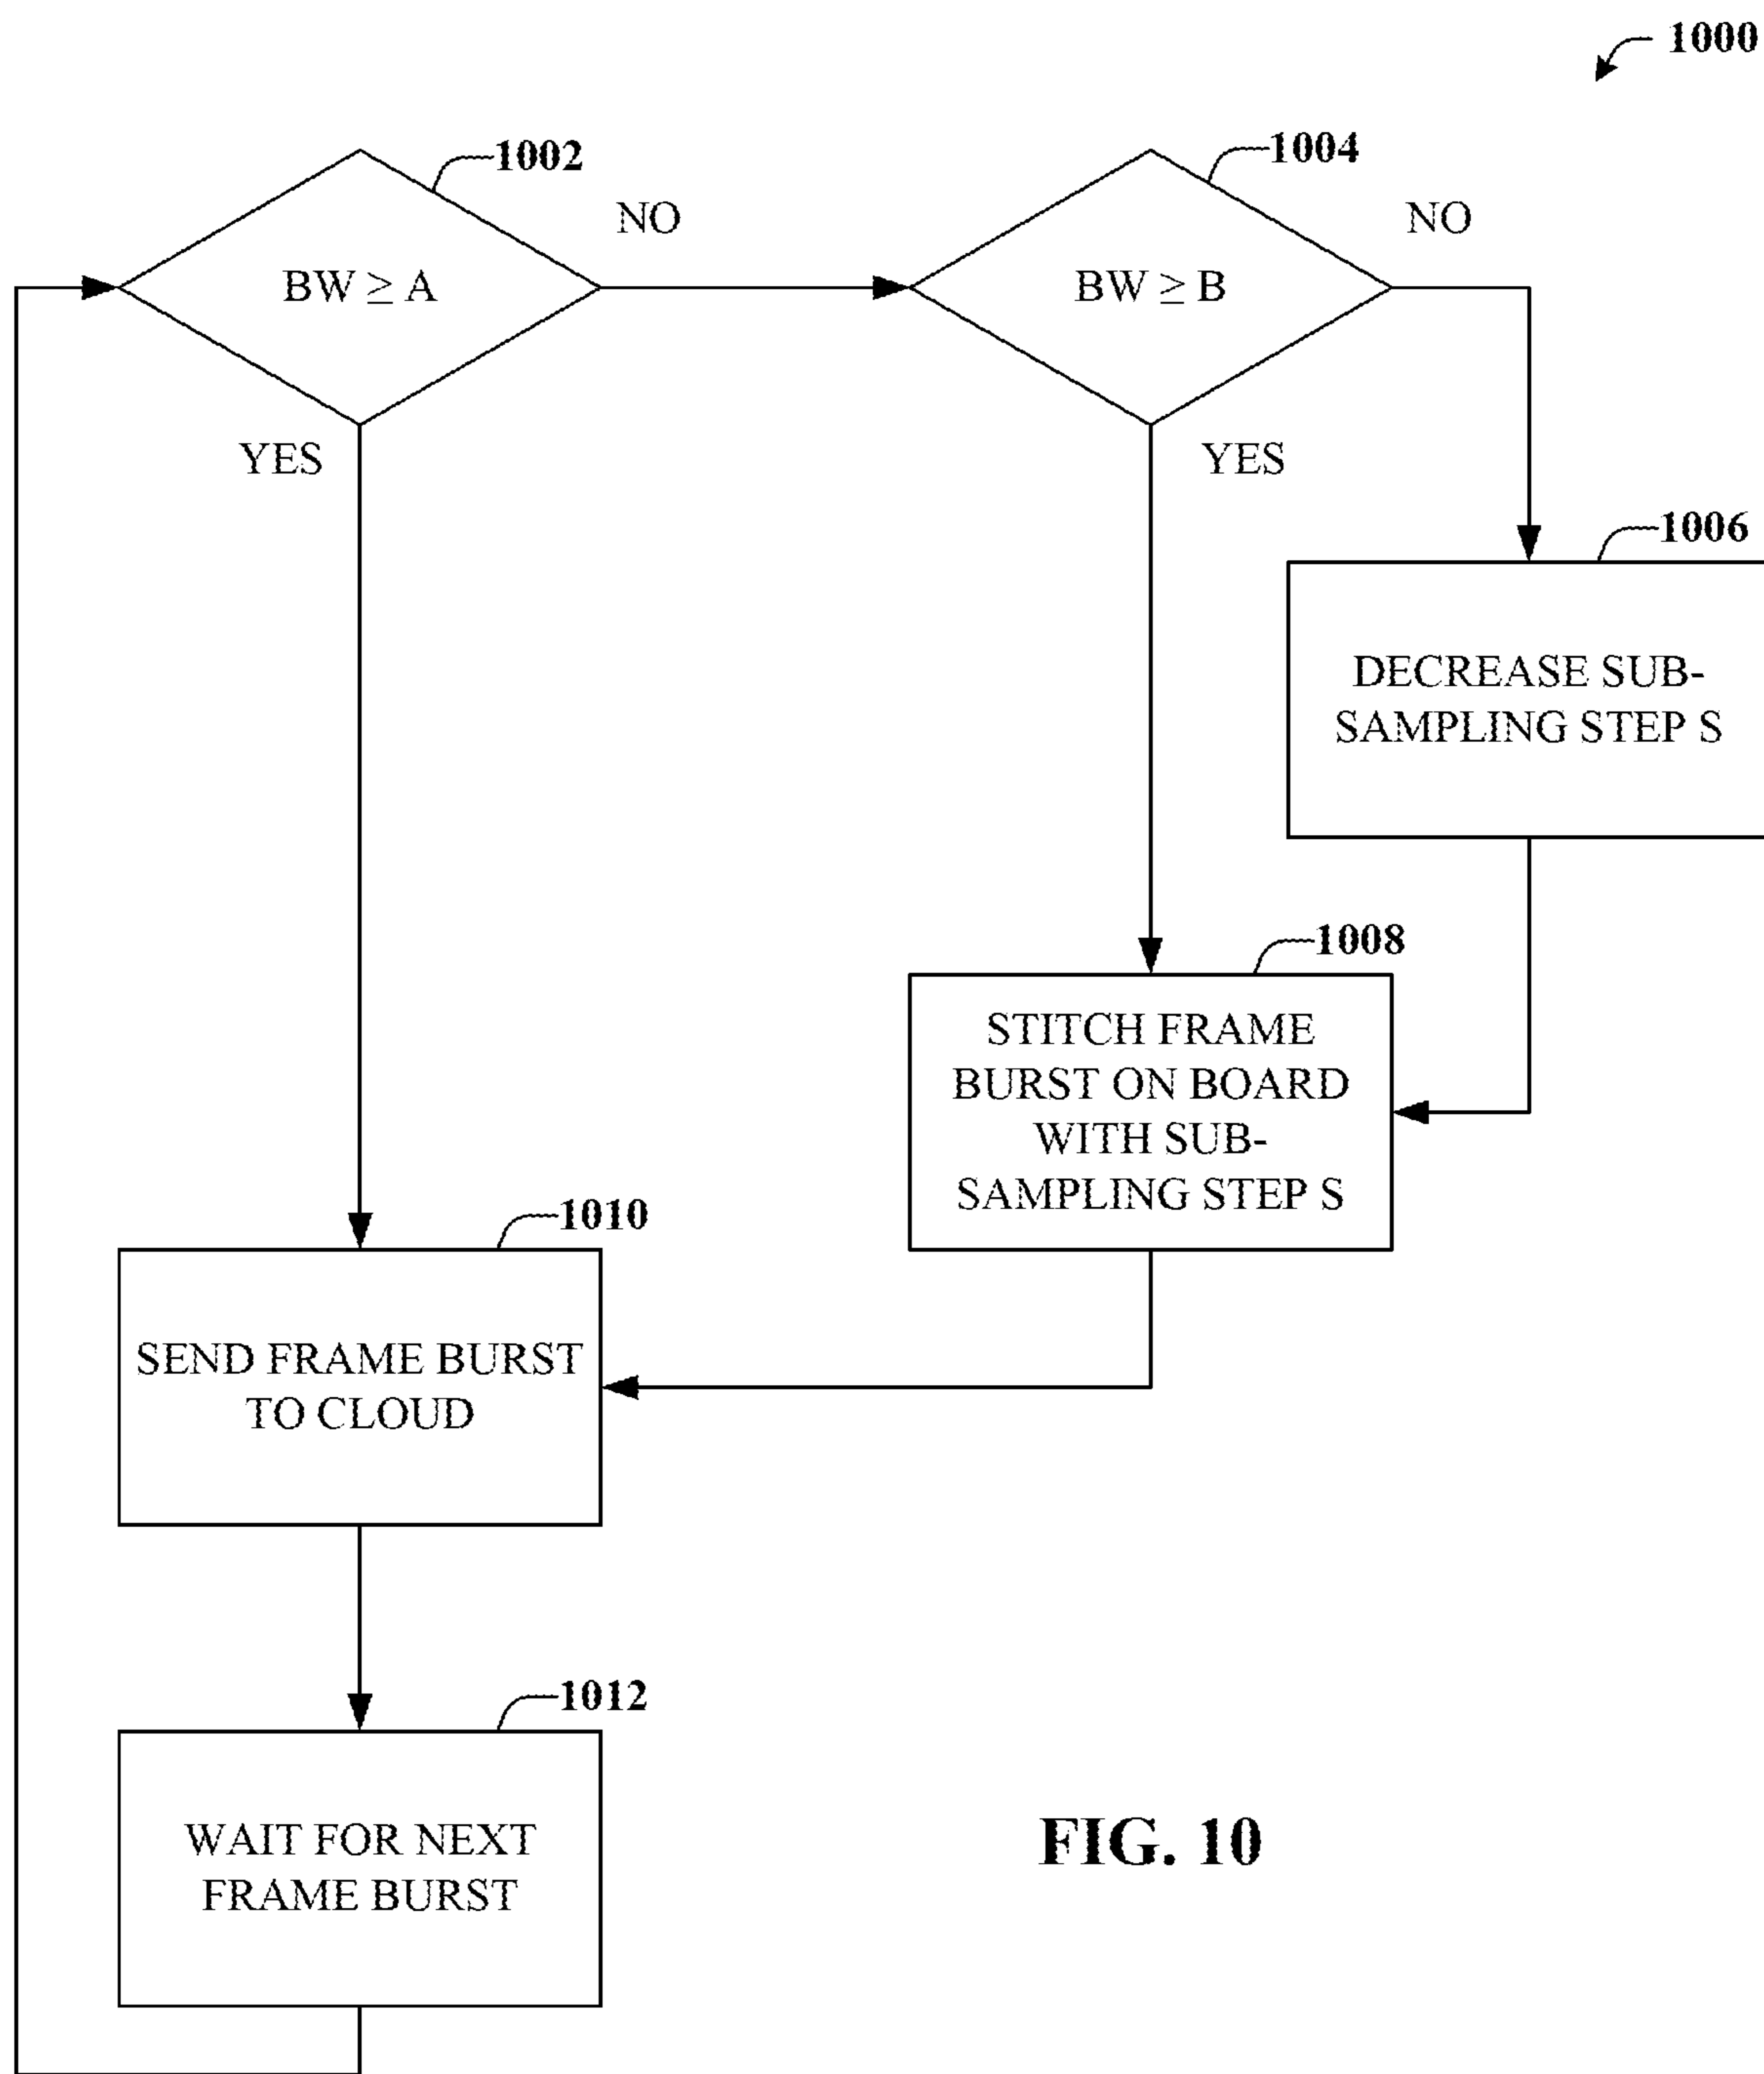 1000
1002
1004
NO
NO
BW ≥ A
BW ≥ B
YES
YES
1006
DECREASE SUB-
SAMPLING STEP S
1008
STITCH FRAME
BURST ON BOARD
WITH SUB-
SAMPLING STEP S
1010
SEND FRAME BURST
TO CLOUD
1012
WAIT FOR NEXT
FRAME BURST
FIG. 10